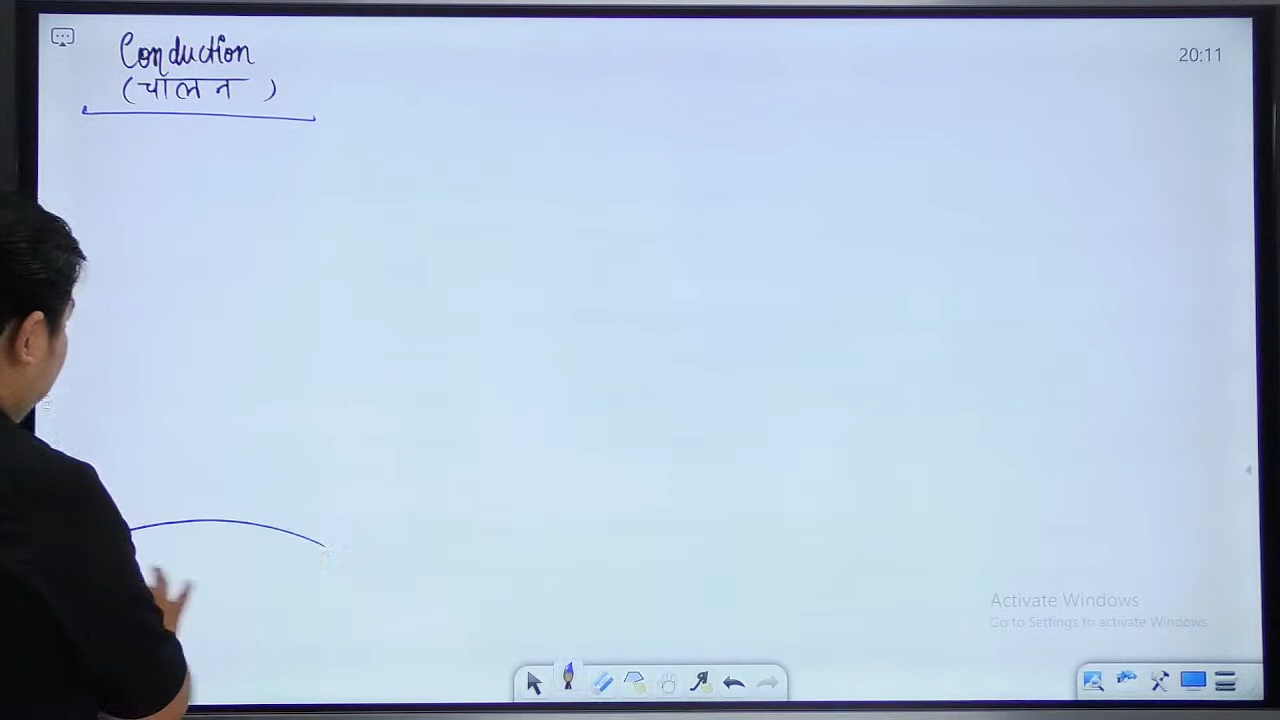 Conduction
(चालन)
20:11
Activate Windows
Go to Settings to activate Windows.